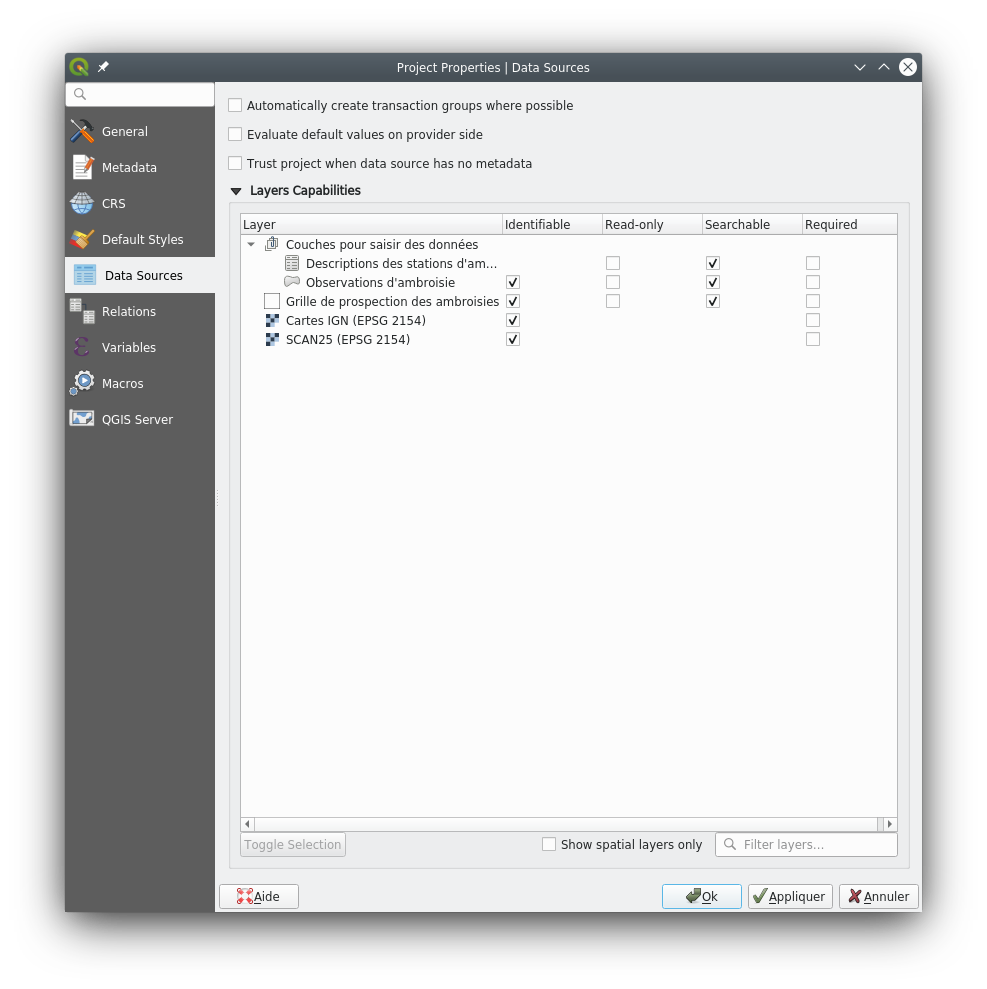 Project Properties | Data Sources
General
Metadata
CRS
Default Styles
Data Sources
Relations
Variables
Macros
QGIS Server
Automatically create transaction groups where possible
Evaluate default values on provider side
Trust project when data source has no metadata
Layers Capabilities
Layer Identifiable Read-only Searchable Required
Couches pour saisir des données
Descriptions des stations d'am...
Observations d'ambroisie
Grille de prospection des ambroisies
Cartes IGN (EPSG 2154)
SCAN25 (EPSG 2154)
Toggle Selection Show spatial layers only Filter layers...
Aide Ok Appliquer Annuler